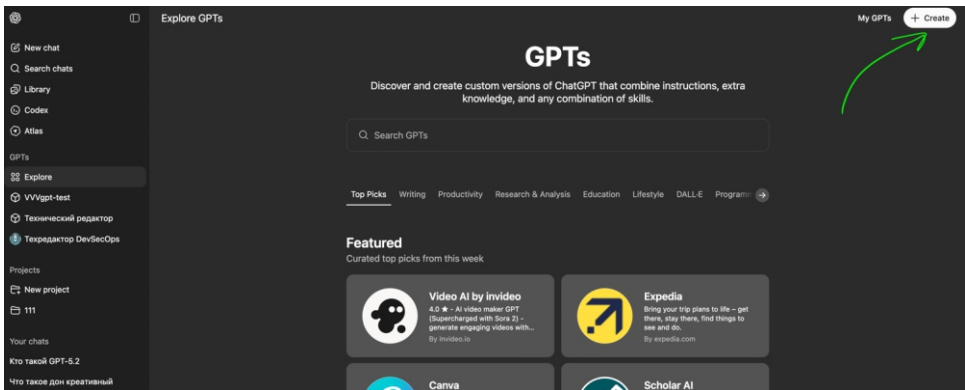 Explore GPTs
My GPTs
+ Create
New chat
Search chats
Library
Codex
Atlas
GPTs
Explore
VVVgpt-test
Технический редактор
Техредактор DevSecOps
Projects
New project
111
Your chats
Кто такой GPT-5.2
Что такое дон креативный
GPTs
Discover and create custom versions of ChatGPT that combine instructions, extra
knowledge, and any combination of skills.
Search GPTs
Top Picks Writing Productivity Research & Analysis Education Lifestyle DALL·E Programm
Featured
Curated top picks from this week
Video AI by invideo
4.0 ★ - AI video maker GPT
(Supercharged with Sora 2) -
generate engaging videos with...
By invideo.io
Expedia
Bring your trip plans to life – get
there, stay there, find things to
see and do.
By expedia.com
Canva
Scholar AI